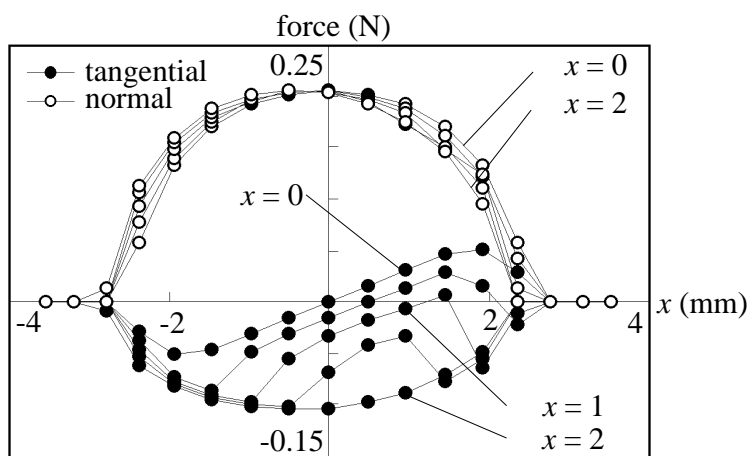 force (N)
tangential
normal
0.25
x = 0
x = 2
x = 0
-4
-2
2
4
x (mm)
x = 1
x = 2
-0.15